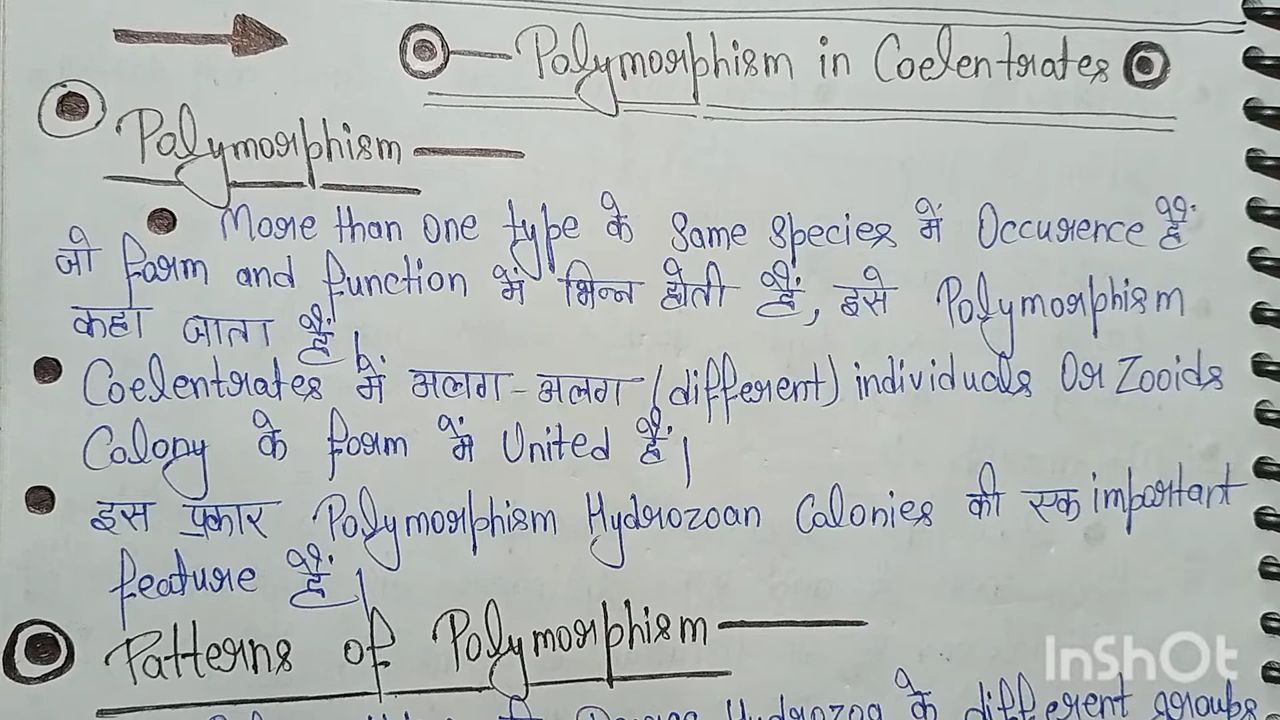 Polymorphism in Coelentrates
Polymorphism
More than one type के Same Species में Occurence हैं
जो form and function में भिन्न होती हैं, इसे Polymorphism
कहा जाता हैं।
Coelentrates में अलग-अलग (different) individuals Or Zooids
Colony के form में United हैं।
इस प्रकार Polymorphism Hydrozoan Colonies की एक important
feature हैं।
Patterns of Polymorphism
Hydrozoa के different groups
InShOt